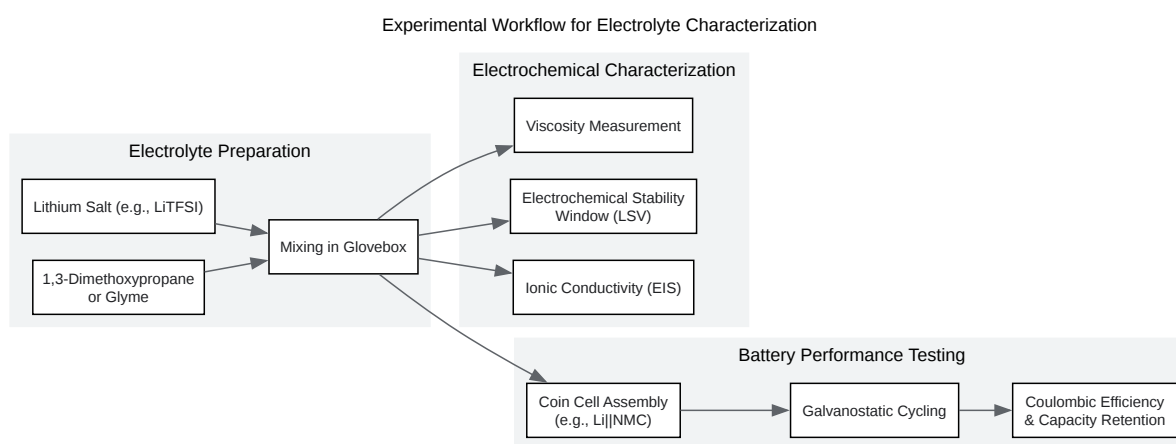 Experimental Workflow for Electrolyte Characterization
Electrolyte Preparation
Lithium Salt (e.g., LiTFSI)
1,3-Dimethoxypropane
or Glyme
Mixing in Glovebox
Electrochemical Characterization
Viscosity Measurement
Electrochemical Stability
Window (LSV)
Ionic Conductivity (EIS)
Battery Performance Testing
Coin Cell Assembly
(e.g., Li||NMC)
Galvanostatic Cycling
Coulombic Efficiency
& Capacity Retention